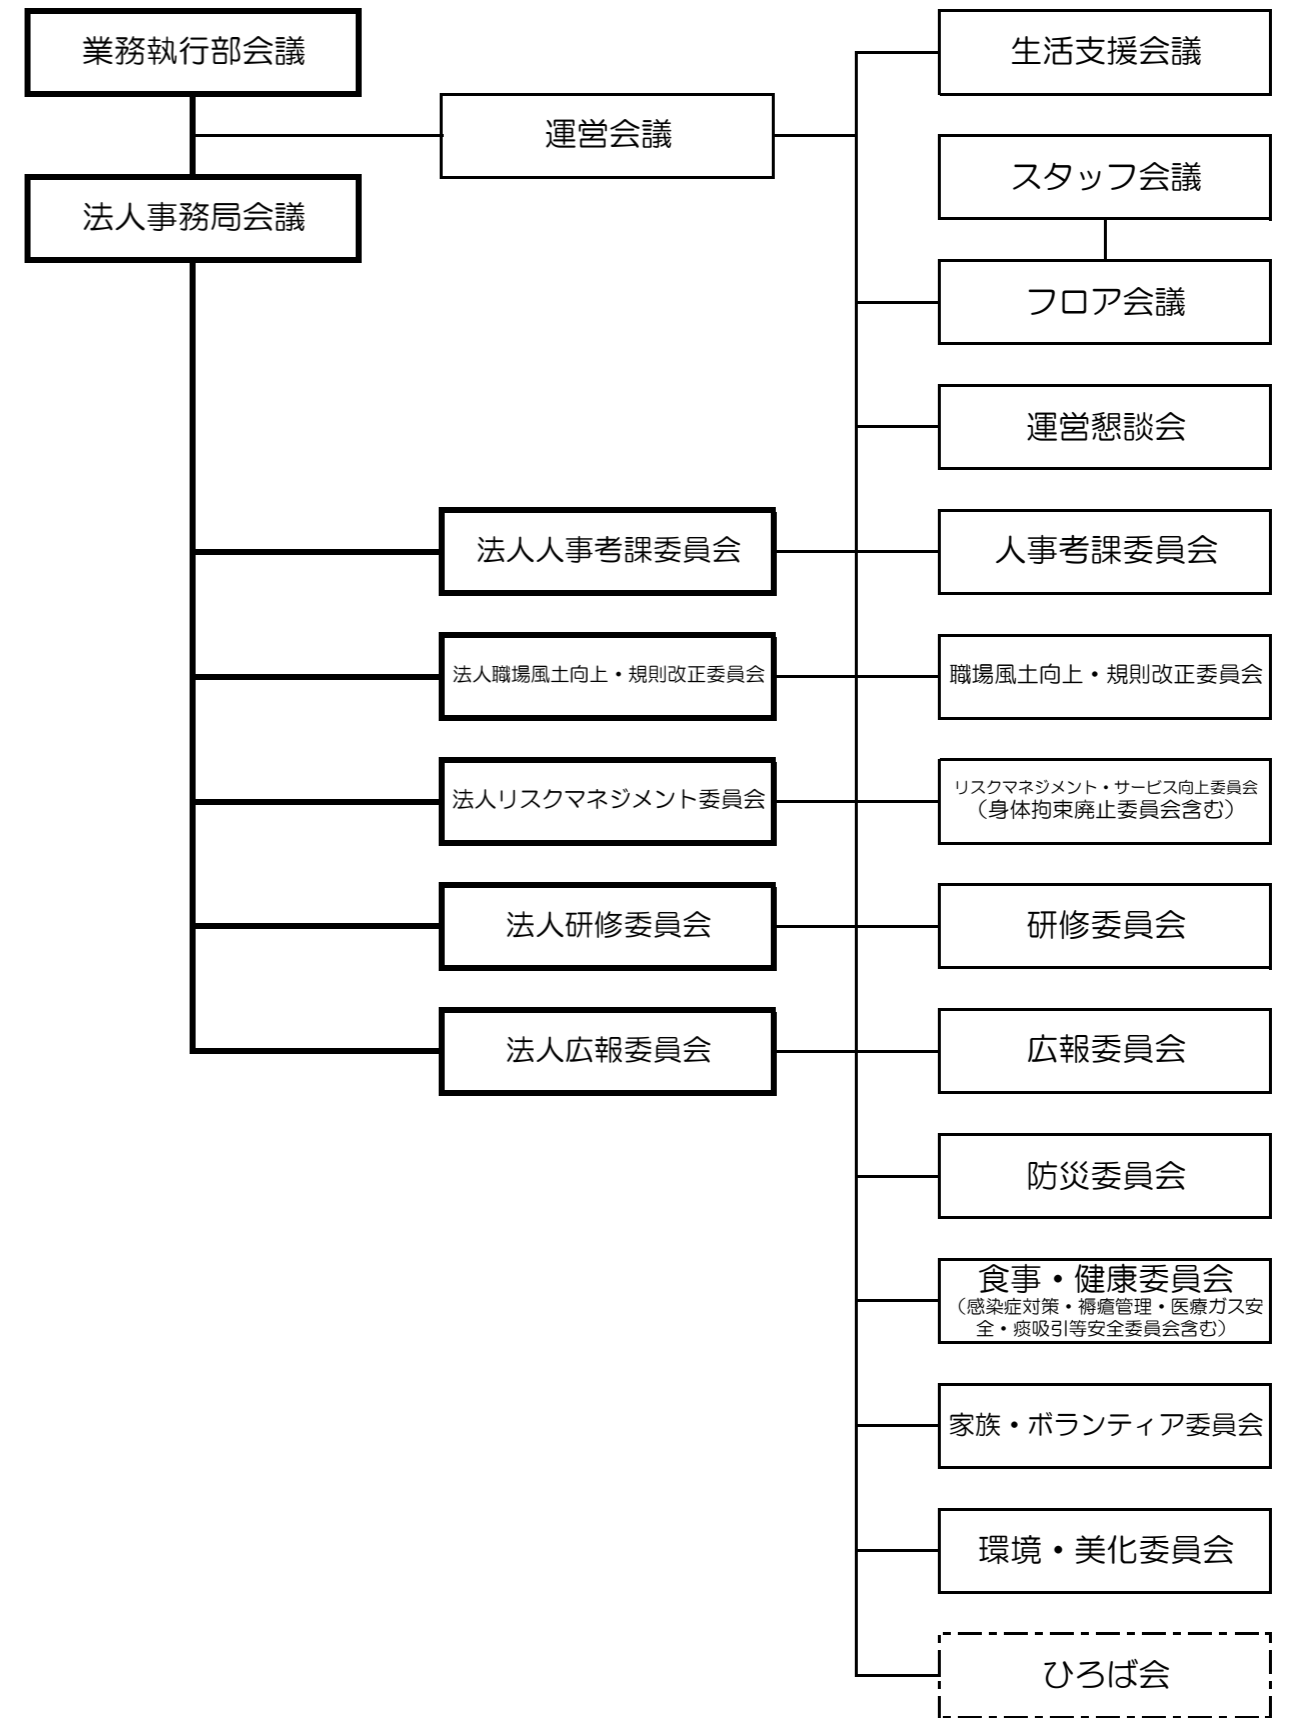 業務執行部会議
法人事務局会議
運営会議
法人人事考課委員会
法人職場風土向上・規則改正委員会
法人リスクマネジメント委員会
法人研修委員会
法人広報委員会
生活支援会議
スタッフ会議
フロア会議
運営懇談会
人事考課委員会
職場風土向上・規則改正委員会
リスクマネジメント・サービス向上委員会
（身体拘束廃止委員会含む）
研修委員会
広報委員会
防災委員会
食事・健康委員会
（感染症対策・褥瘡管理・医療ガス安
全・痰吸引等安全委員会含む）
家族・ボランティア委員会
環境・美化委員会
ひろば会